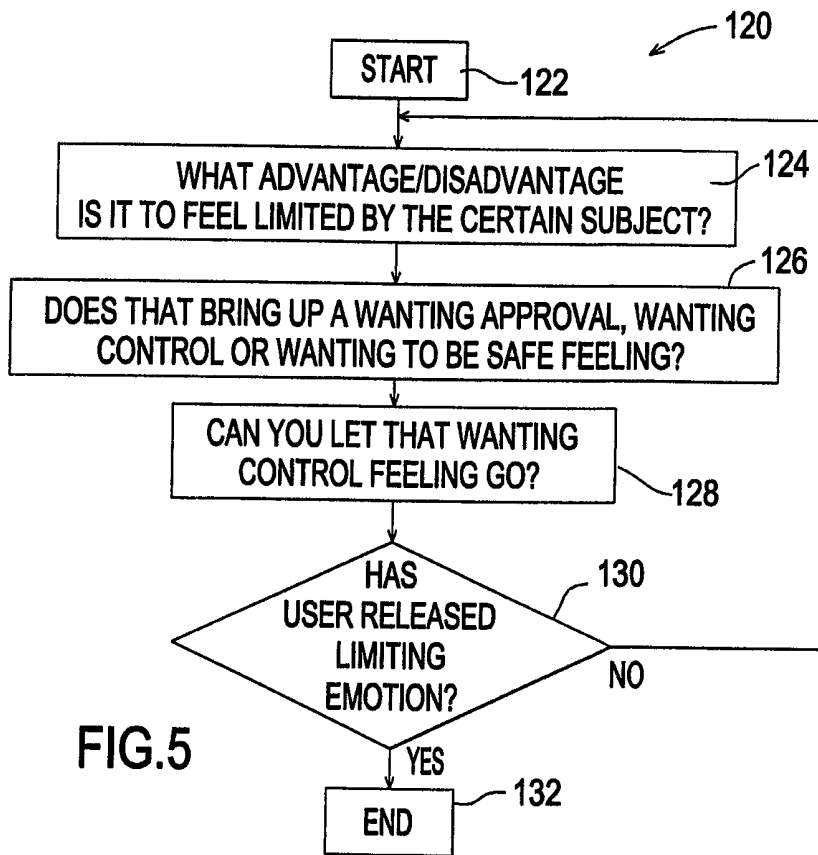 120
START
122
WHAT ADVANTAGE/DISADVANTAGE
IS IT TO FEEL LIMITED BY THE CERTAIN SUBJECT?
124
126
DOES THAT BRING UP A WANTING APPROVAL, WANTING
CONTROL OR WANTING TO BE SAFE FEELING?
CAN YOU LET THAT WANTING
CONTROL FEELING GO?
128
HAS
USER RELEASED
LIMITING
EMOTION?
130
NO
FIG.5
YES
END
132